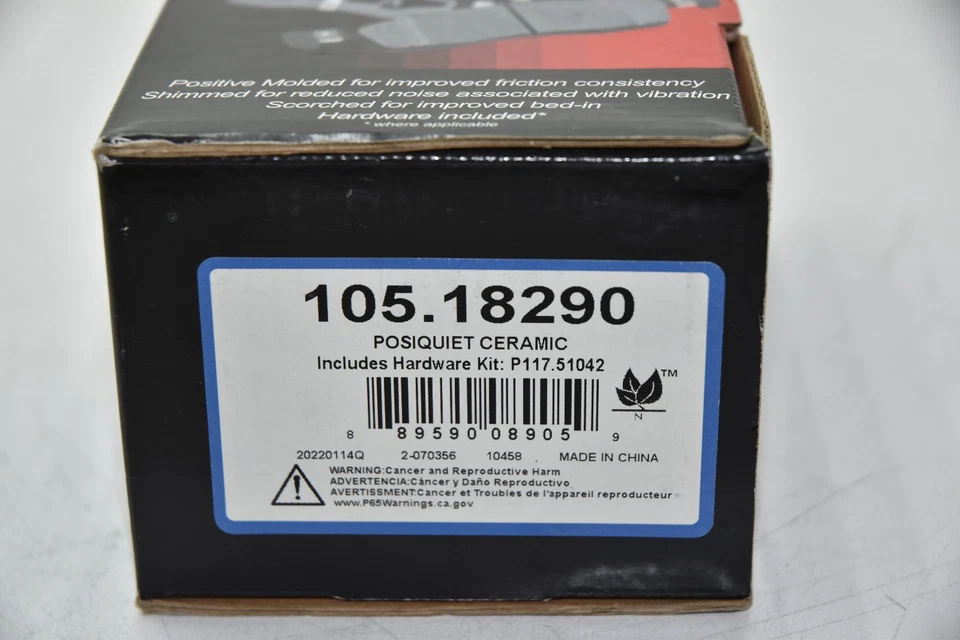 Positive Molded for improved friction consistency
Shimmed for reduced noise associated with vibration
Scorched for improved bed-in
Hardware included*
* where applicable
105.18290
POSIQUIET CERAMIC
Includes Hardware Kit: P117.51042
TM
N
8 89590 08905 9
20220114Q 2-070356 10458 MADE IN CHINA
WARNING:Cancer and Reproductive Harm
ADVERTENCIA:Cáncer y Daño Reproductivo
AVERTISSMENT:Cancer et Troubles de l'appareil reproducteur
www.P65Warnings.ca.gov